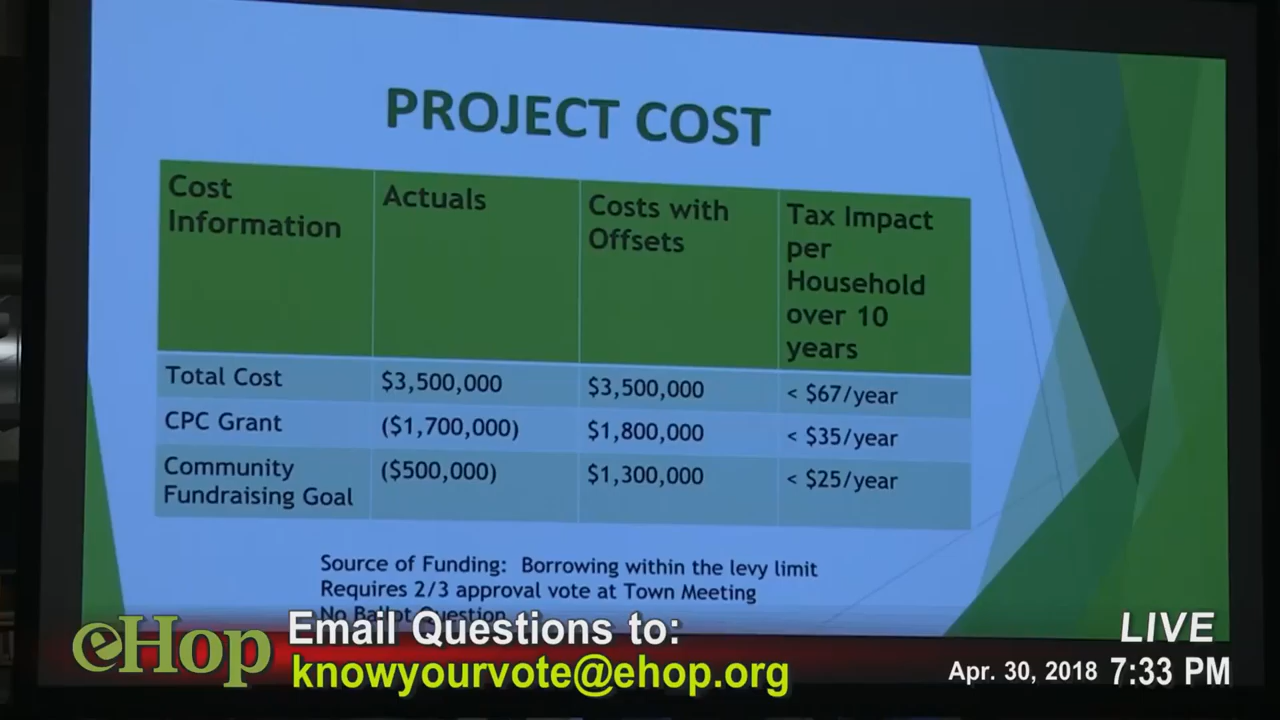 PROJECT COST
Cost
Information
Actuals
Costs with
Offsets
Tax Impact
per
Household
over 10
years
Total Cost
$3,500,000
$3,500,000
< $67/year
CPC Grant
($1,700,000)
$1,800,000
< $35/year
Community
Fundraising Goal
($500,000)
$1,300,000
< $25/year
Source of Funding: Borrowing within the levy limit
Requires 2/3 approval vote at Town Meeting
No Ballot Question
eHop
Email Questions to:
knowyourvote@ehop.org
LIVE
Apr. 30, 2018 7:33 PM